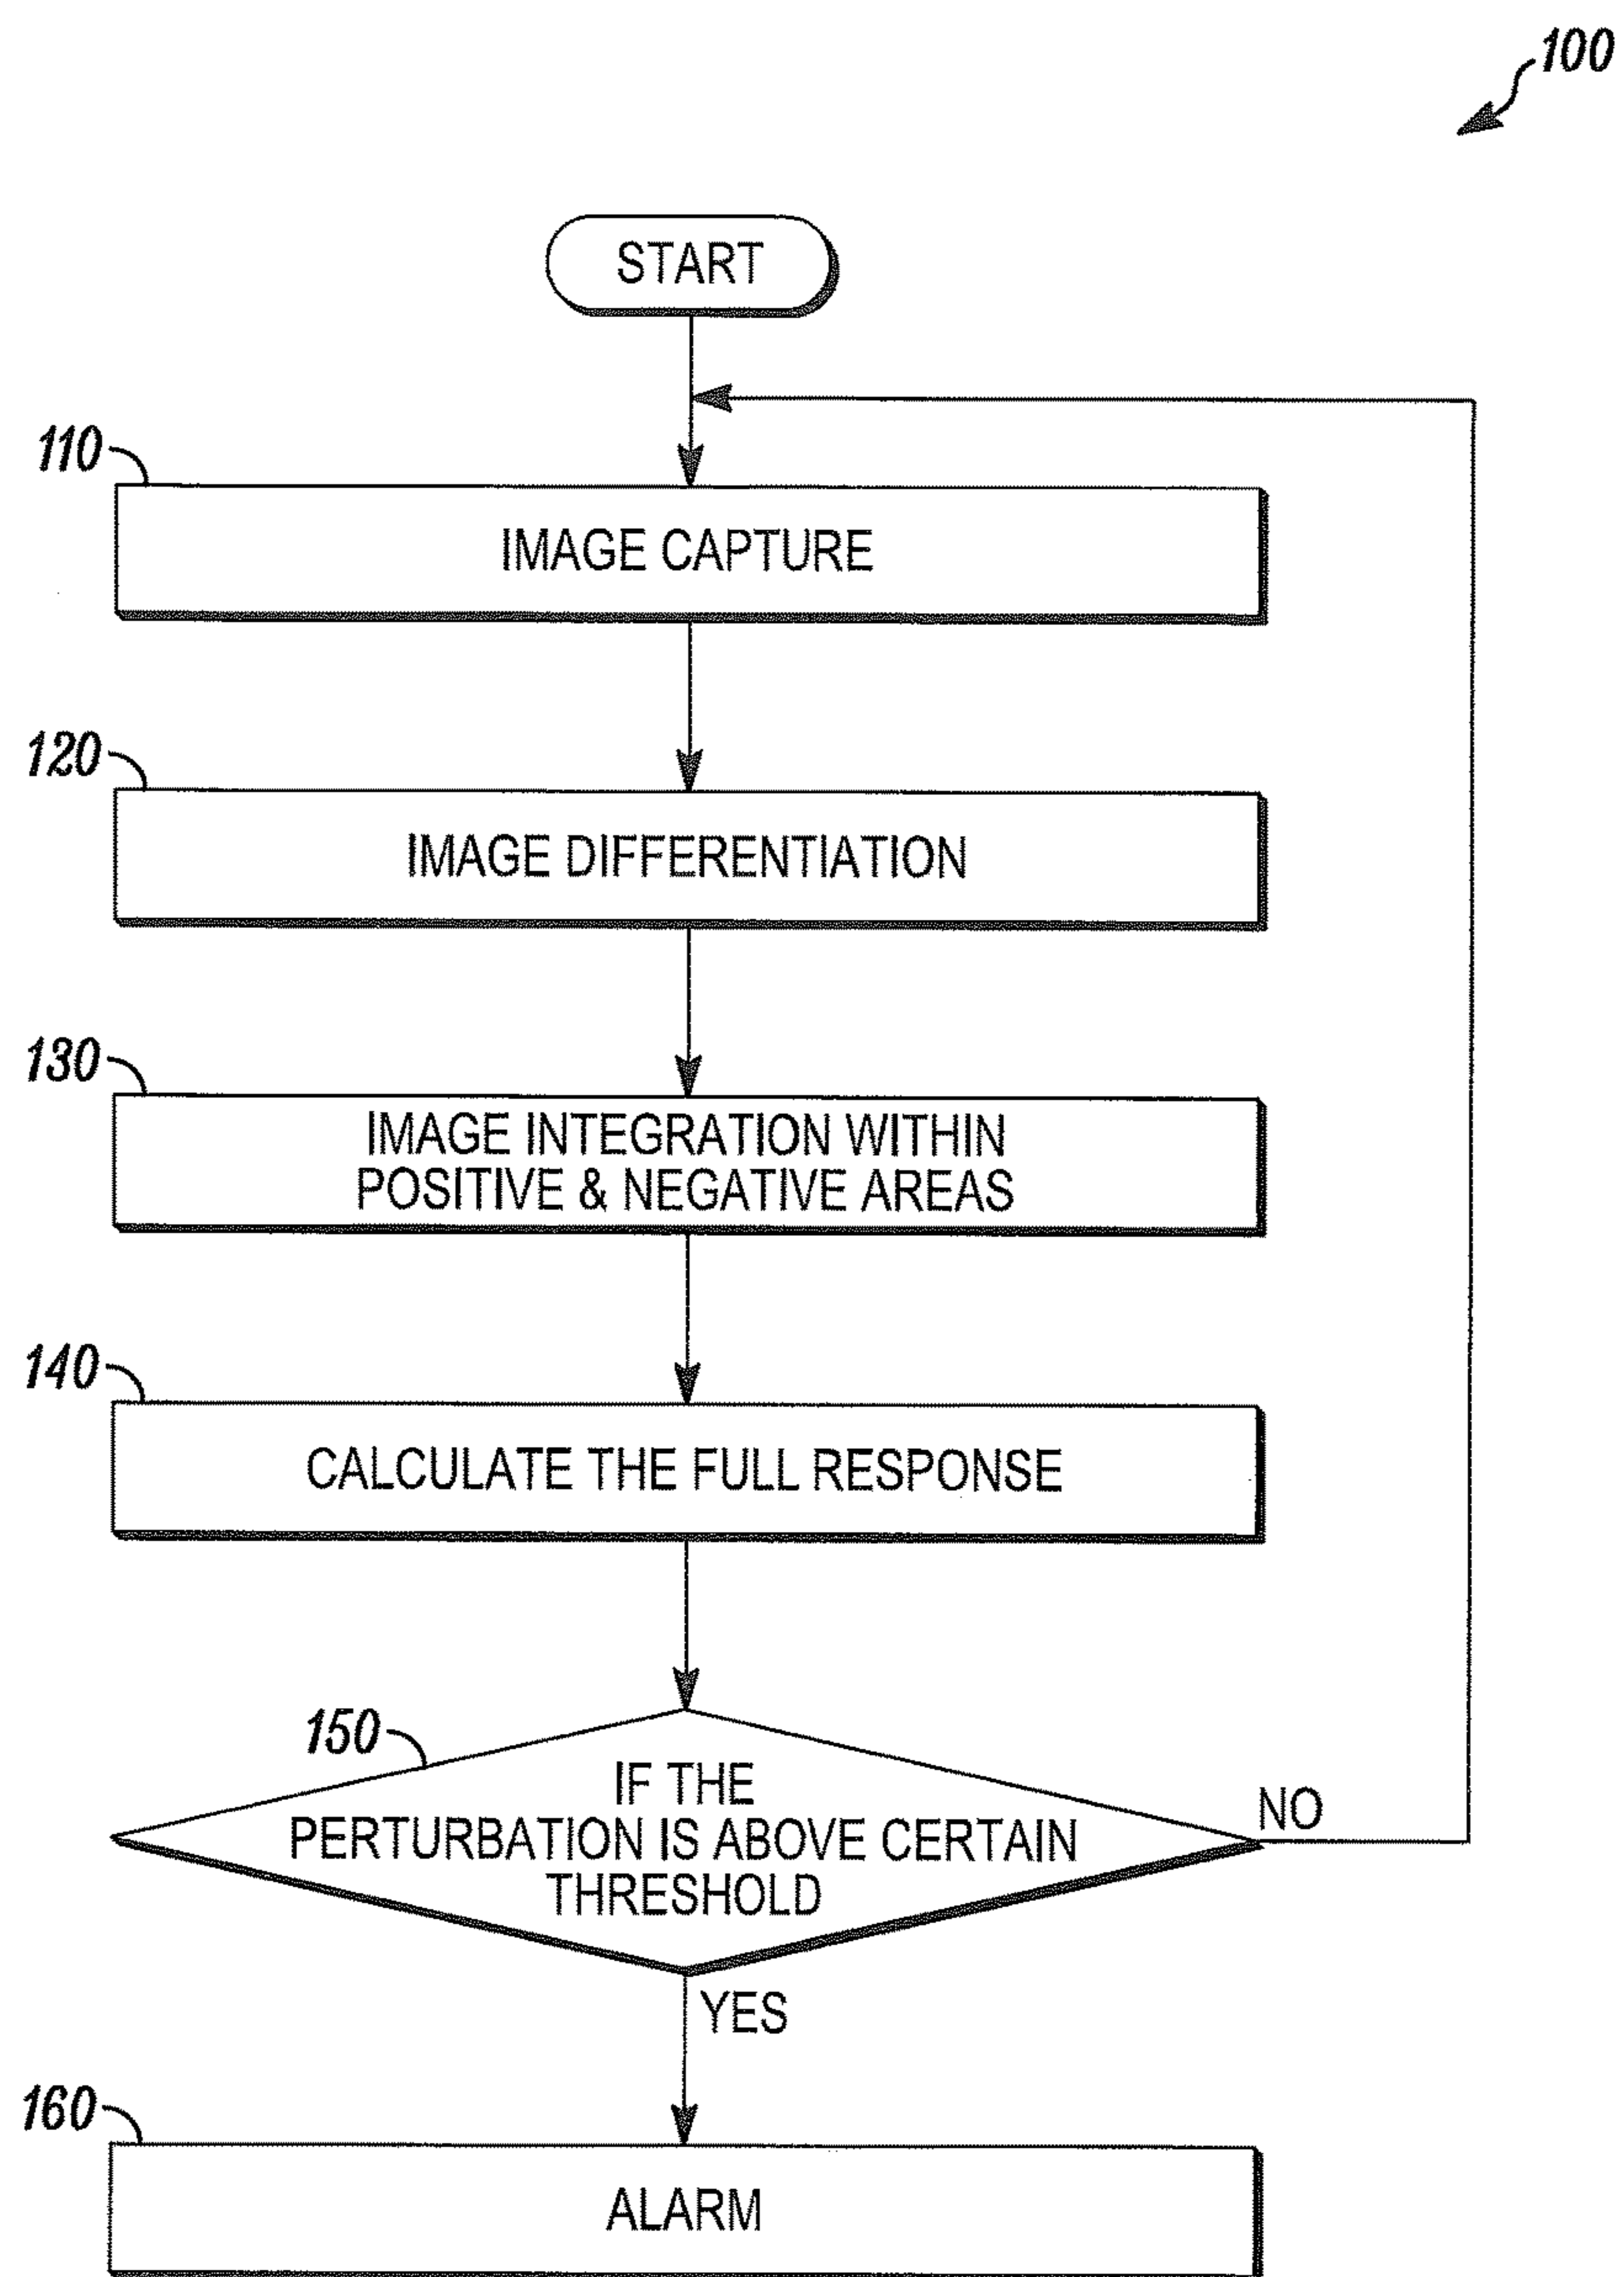 100
START
110
IMAGE CAPTURE
120
IMAGE DIFFERENTIATION
130
IMAGE INTEGRATION WITHIN
POSITIVE & NEGATIVE AREAS
140
CALCULATE THE FULL RESPONSE
150
IF THE
PERTURBATION IS ABOVE CERTAIN
THRESHOLD
NO
YES
160
ALARM